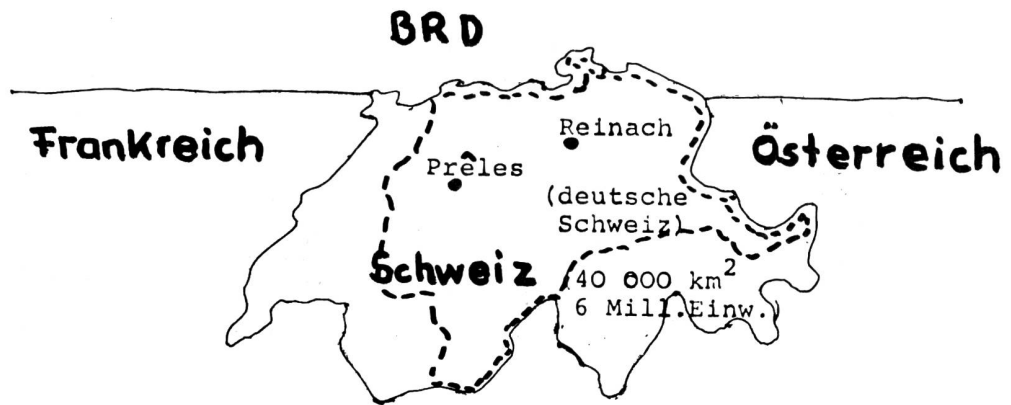 BRD
Frankreich
Österreich
Reinach
Prêles
(deutsche
Schweiz)
Schweiz
(40 000 km²
6 Mill.Einw.)